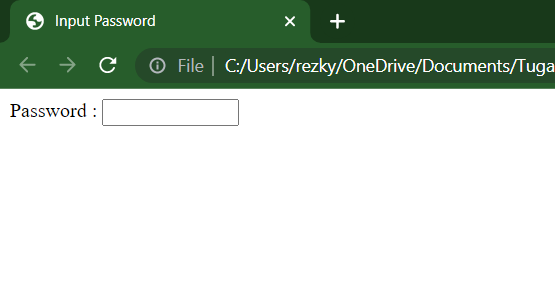 Input Password
File | C:/Users/rezky/OneDrive/Documents/Tuga
Password :